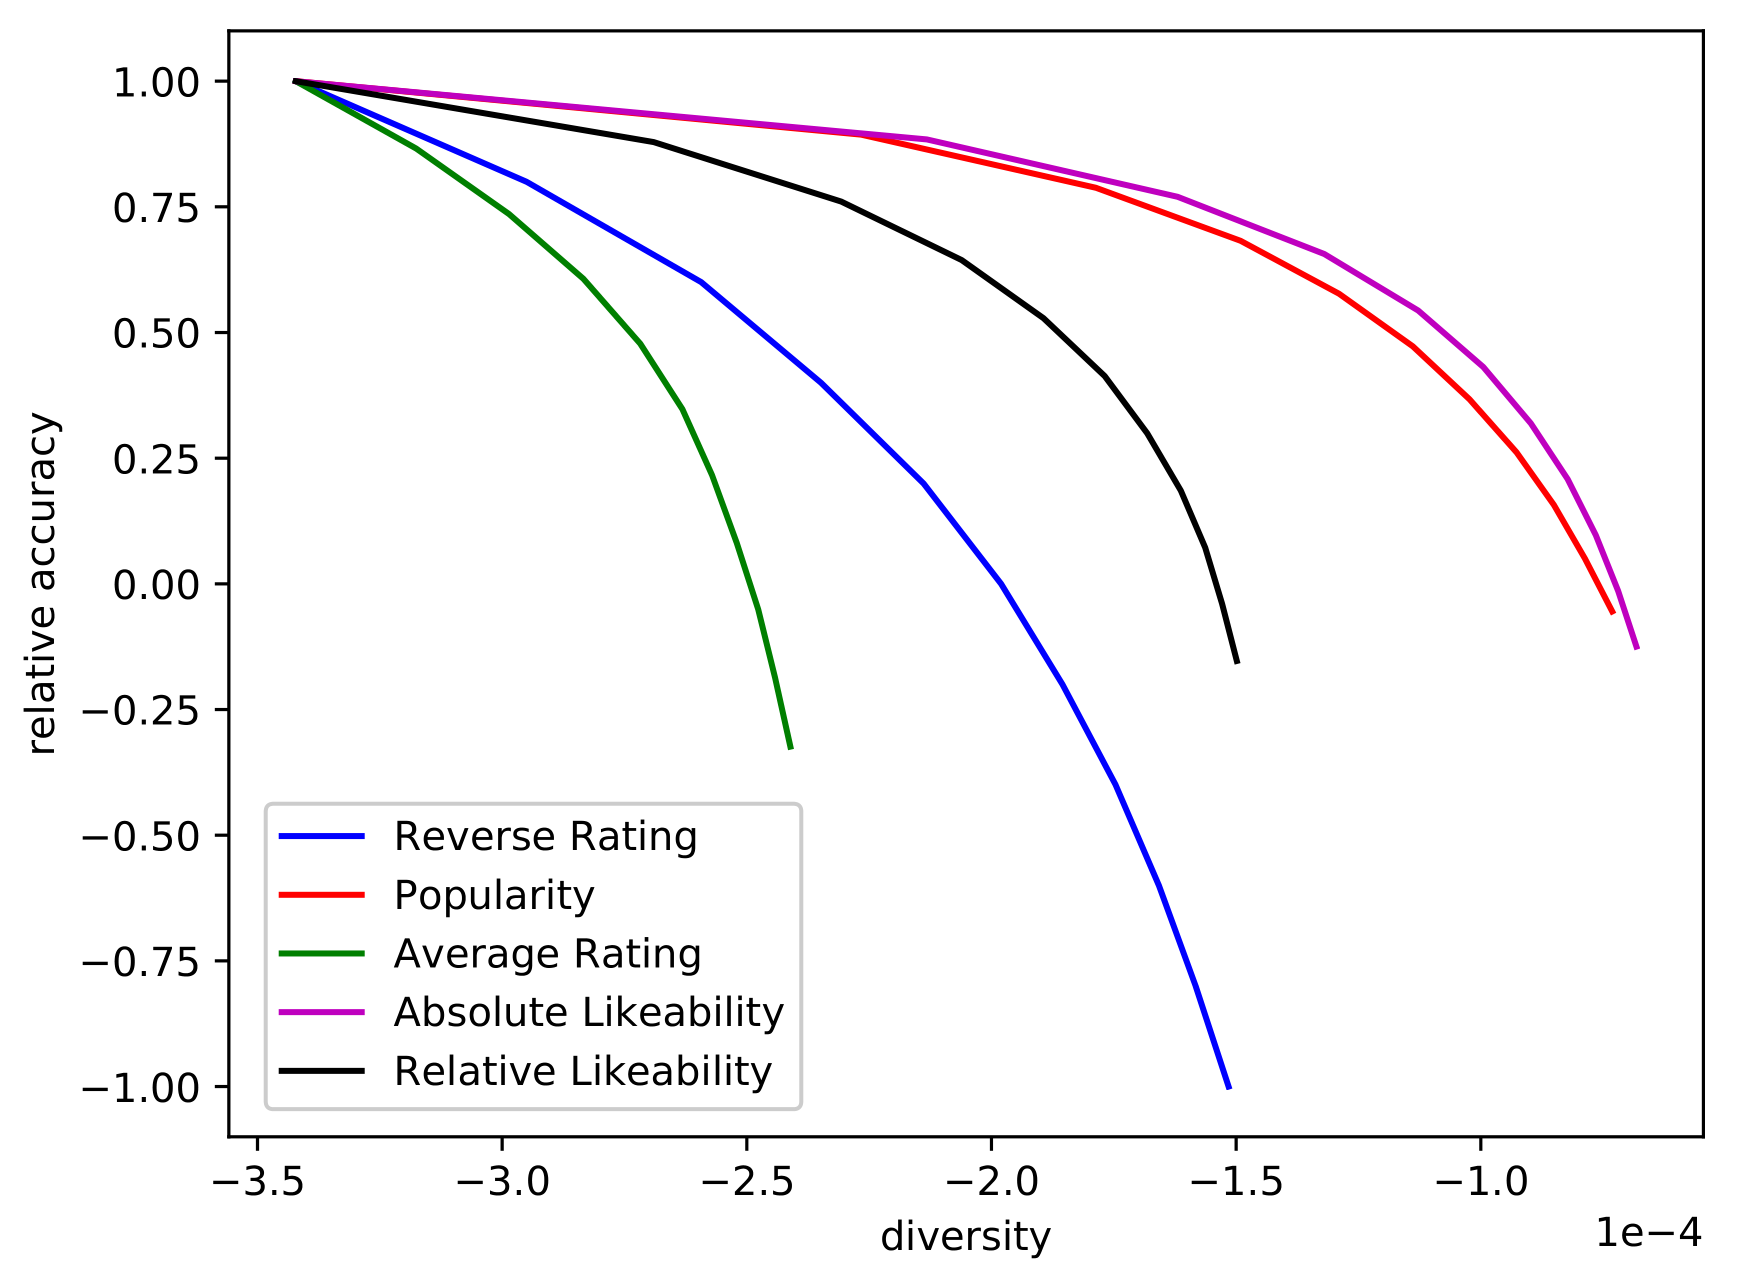 1.00
0.75
0.50
0.25
0.00
−0.25
−0.50
−0.75
−1.00
relative accuracy
Reverse Rating
Popularity
Average Rating
Absolute Likeability
Relative Likeability
−3.5 −3.0 −2.5 −2.0 −1.5 −1.0
diversity
1e−4